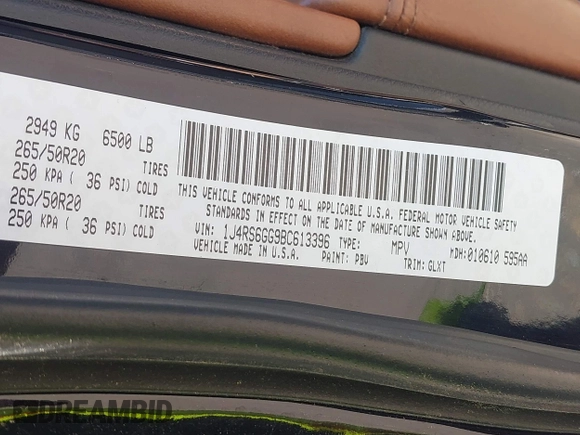 2949 KG 6500 LB
265/50R20 TIRES
250 KPA ( 36 PSI) COLD
265/50R20 TIRES
250 KPA ( 36 PSI) COLD
THIS VEHICLE CONFORMS TO ALL APPLICABLE U.S.A. FEDERAL MOTOR VEHICLE SAFETY
STANDARDS IN EFFECT ON THE DATE OF MANUFACTURE SHOWN ABOVE.
VIN: 1J4RS6GG9BC613396 TYPE: MPV MDH:010610 595AA
VEHICLE MADE IN U.S.A. PAINT: PBV TRIM: GLXT
DREAMBID